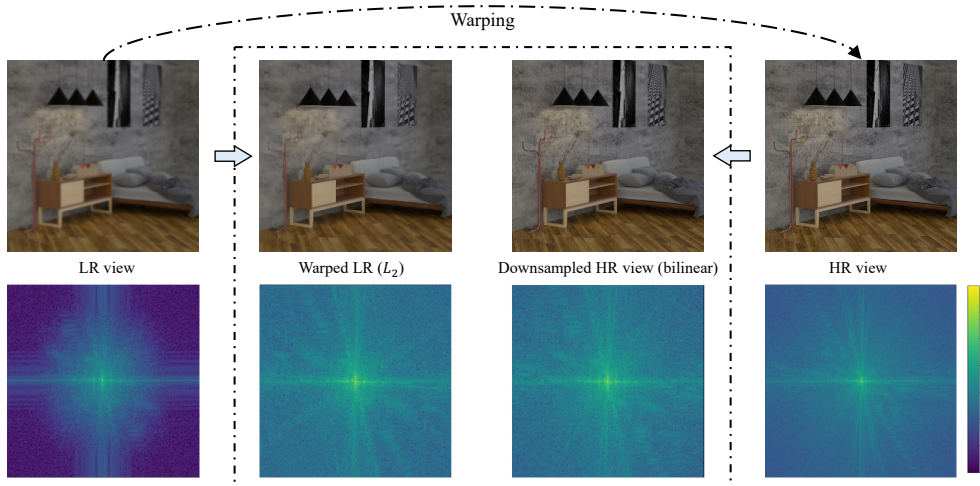 Warping
LR view
Warped LR (L₂)
Downsampled HR view (bilinear)
HR view